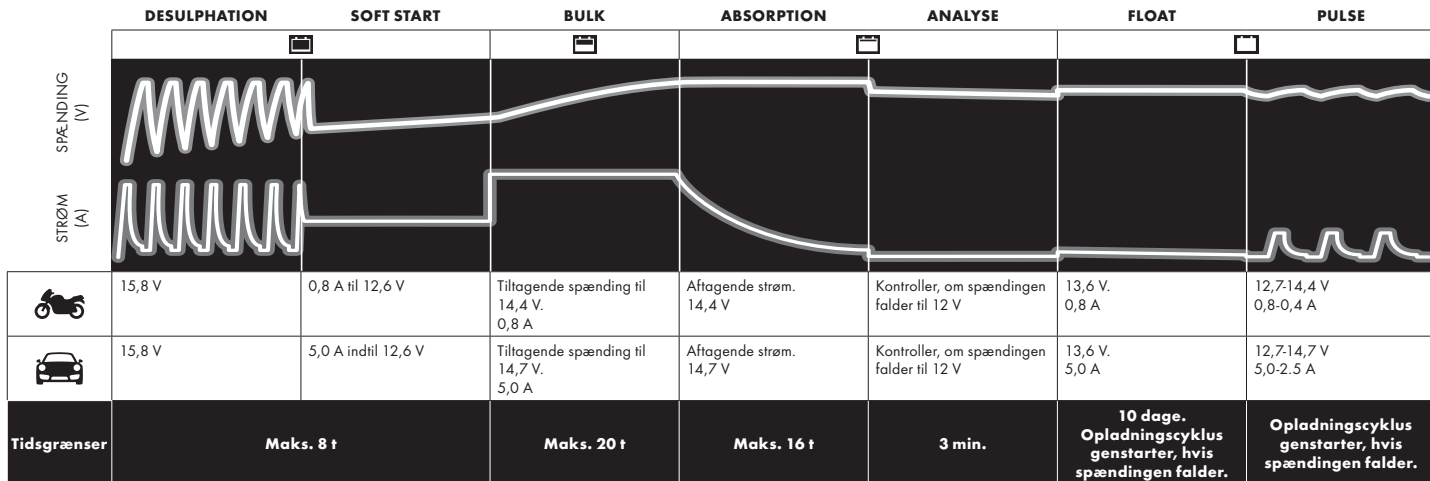 DESULPHATION
SOFT START
BULK
ABSORPTION
ANALYSE
FLOAT
PULSE
SPÆNDING
(V)
STRØM
(A)
15,8 V
0,8 A til 12,6 V
Tiltagende spænding til
14,4 V.
0,8 A
Aftagende strøm.
14,4 V
Kontroller, om spændingen
falder til 12 V
13,6 V.
0,8 A
12,7-14,4 V
0,8-0,4 A
15,8 V
5,0 A indtil 12,6 V
Tiltagende spænding til
14,7 V.
5,0 A
Aftagende strøm.
14,7 V
Kontroller, om spændingen
falder til 12 V
13,6 V.
5,0 A
12,7-14,7 V
5,0-2.5 A
Tidsgrænser
Maks. 8 t
Maks. 20 t
Maks. 16 t
3 min.
10 dage.
Opladningscyklus
genstarter, hvis
spændingen falder.
Opladningscyklus
genstarter, hvis
spændingen falder.